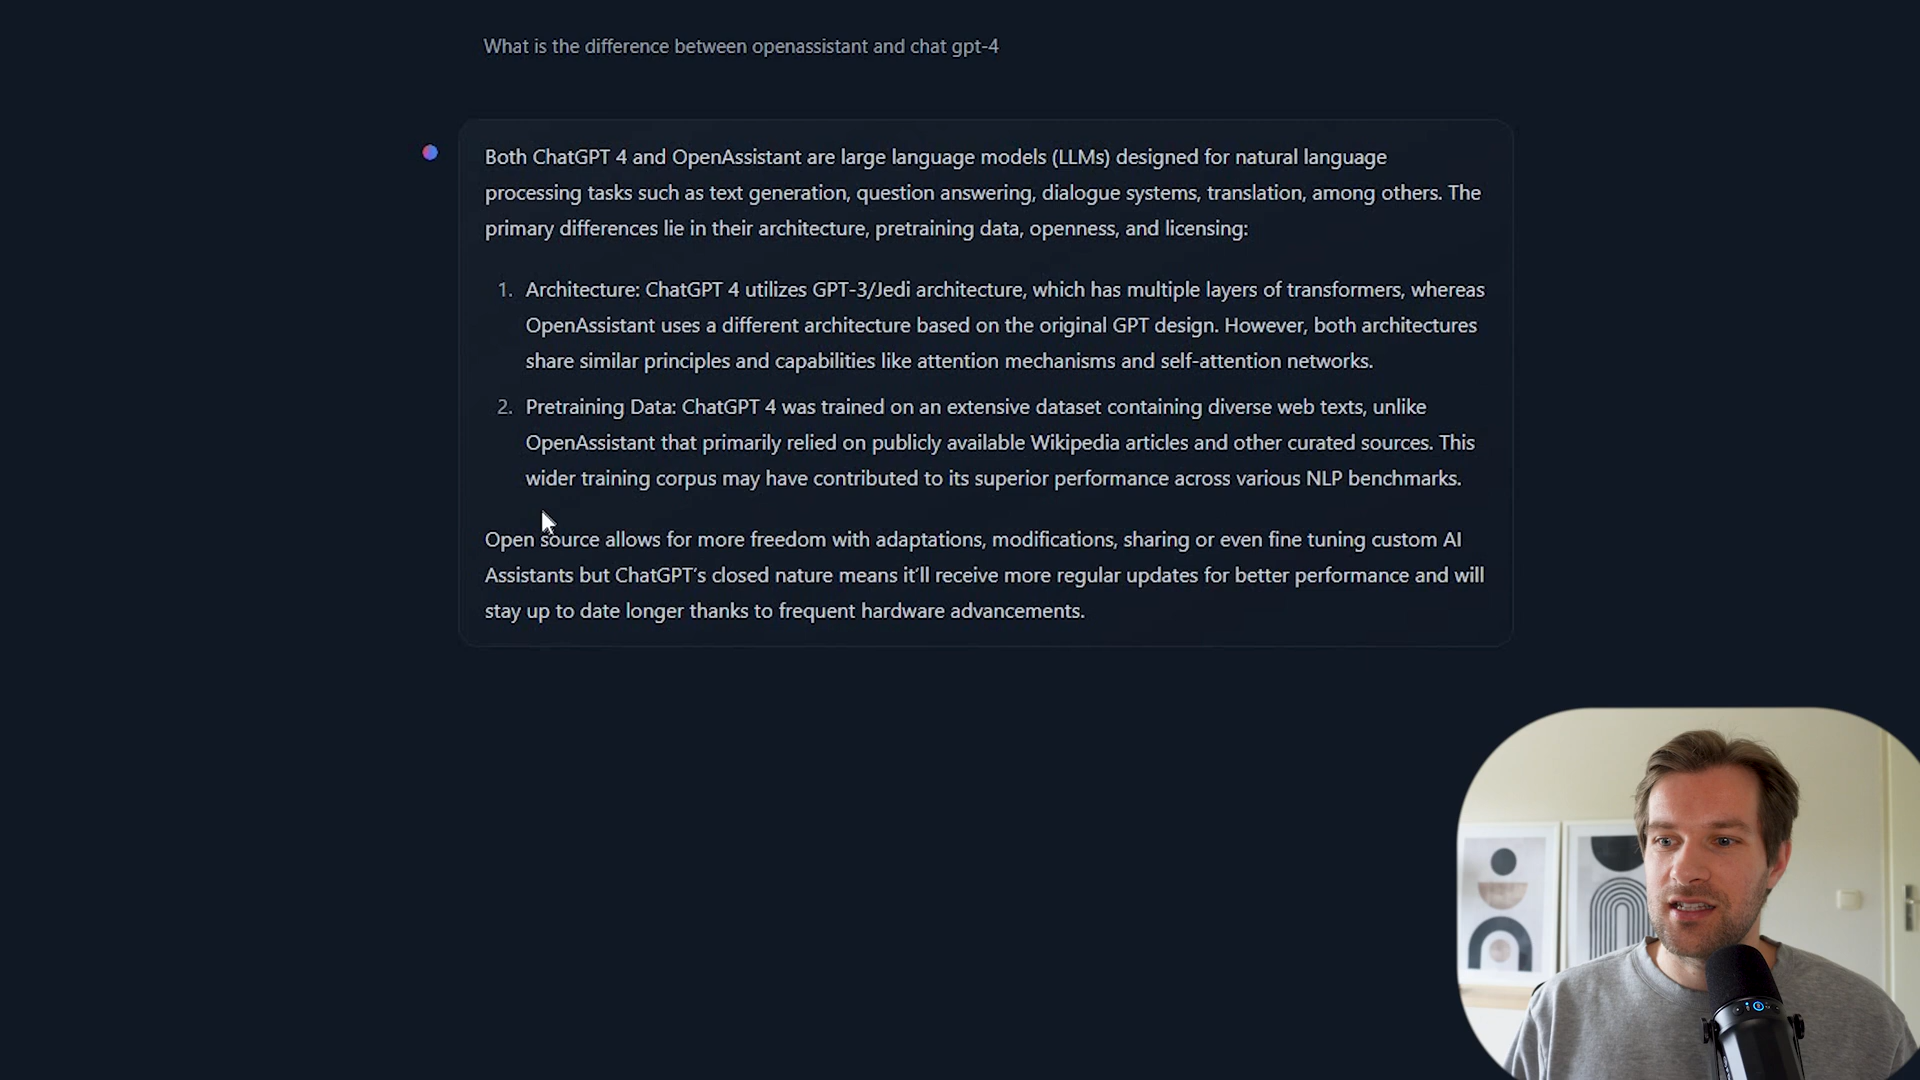 What is the difference between openassistant and chat gpt-4
Both ChatGPT 4 and OpenAssistant are large language models (LLMs) designed for natural language
processing tasks such as text generation, question answering, dialogue systems, translation, among others. The
primary differences lie in their architecture, pretraining data, openness, and licensing:
1. Architecture: ChatGPT 4 utilizes GPT-3/Jedi architecture, which has multiple layers of transformers, whereas
OpenAssistant uses a different architecture based on the original GPT design. However, both architectures
share similar principles and capabilities like attention mechanisms and self-attention networks.
2. Pretraining Data: ChatGPT 4 was trained on an extensive dataset containing diverse web texts, unlike
OpenAssistant that primarily relied on publicly available Wikipedia articles and other curated sources. This
wider training corpus may have contributed to its superior performance across various NLP benchmarks.
Open source allows for more freedom with adaptations, modifications, sharing or even fine tuning custom AI
Assistants but ChatGPT's closed nature means it'll receive more regular updates for better performance and will
stay up to date longer thanks to frequent hardware advancements.